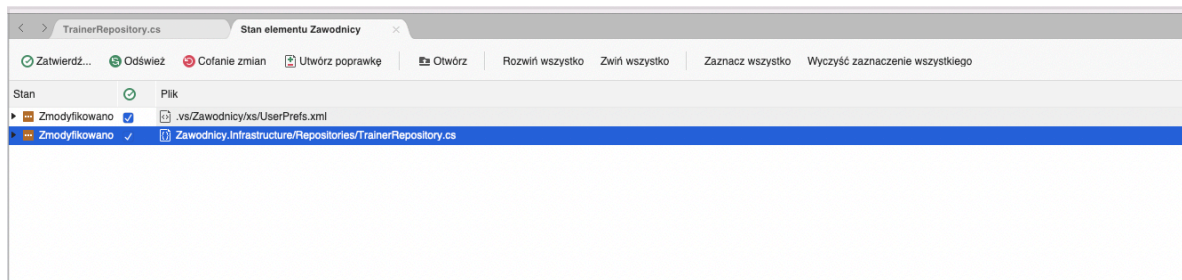 TrainerRepository.cs Stan elementu Zawodnicy
Zatwierdź... Odśwież Cofanie zmian Utwórz poprawkę Otwórz Rozwiń wszystko Zwiń wszystko Zaznacz wszystko Wyczyść zaznaczenie wszystkiego
Stan Plik
Zmodyfikowano .vs/Zawodnicy/xs/UserPrefs.xml
Zmodyfikowano Zawodnicy.Infrastructure/Repositories/TrainerRepository.cs